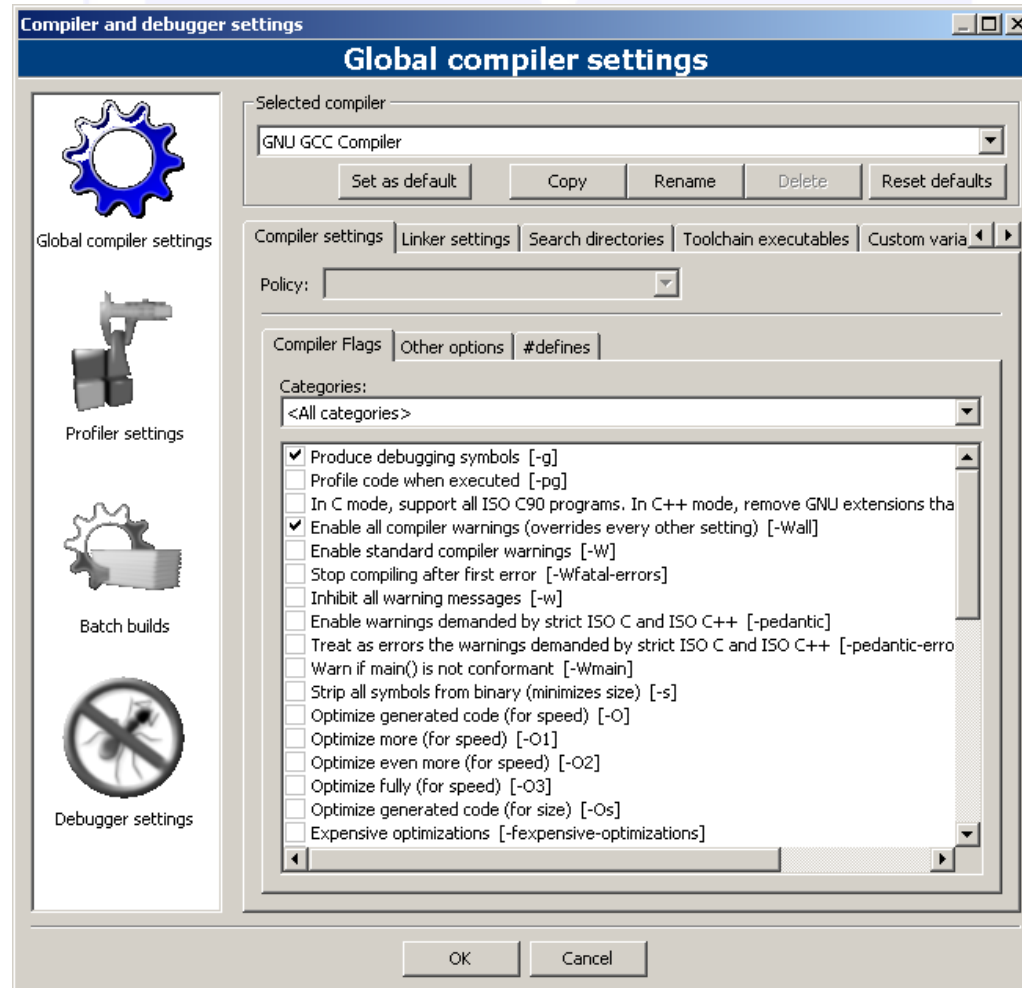 Compiler and debugger settings
Global compiler settings
Global compiler settings
Profiler settings
Batch builds
Debugger settings
Selected compiler
GNU GCC Compiler
Set as default Copy Rename Delete Reset defaults
Compiler settings Linker settings Search directories Toolchain executables Custom varia
Policy:
Compiler Flags Other options #defines
Categories:
<All categories>
Produce debugging symbols [-g]
Profile code when executed [-pg]
In C mode, support all ISO C90 programs. In C++ mode, remove GNU extensions tha
Enable all compiler warnings (overrides every other setting) [-Wall]
Enable standard compiler warnings [-W]
Stop compiling after first error [-Wfatal-errors]
Inhibit all warning messages [-w]
Enable warnings demanded by strict ISO C and ISO C++ [-pedantic]
Treat as errors the warnings demanded by strict ISO C and ISO C++ [-pedantic-erro
Warn if main() is not conformant [-Wmain]
Strip all symbols from binary (minimizes size) [-s]
Optimize generated code (for speed) [-O]
Optimize more (for speed) [-O1]
Optimize even more (for speed) [-O2]
Optimize fully (for speed) [-O3]
Optimize generated code (for size) [-Os]
Expensive optimizations [-fexpensive-optimizations]
OK Cancel